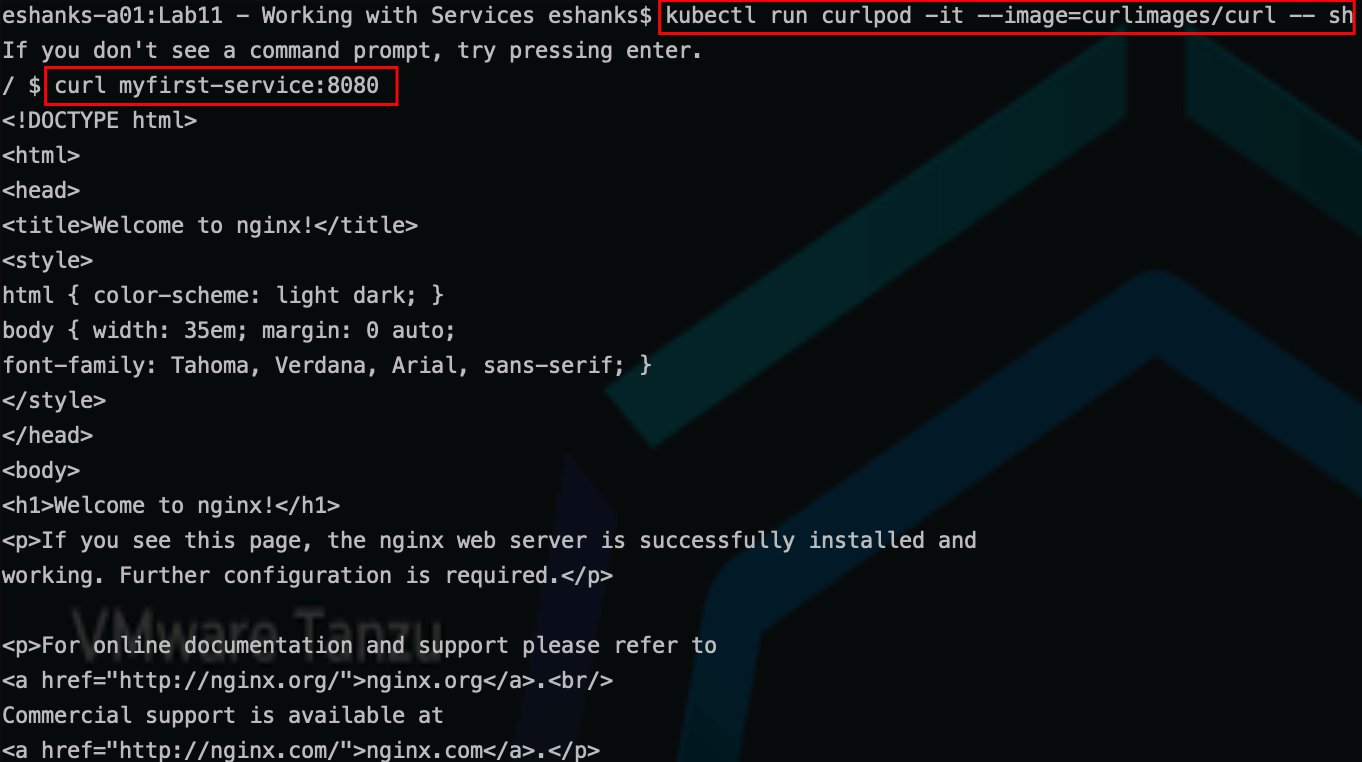 eshanks-a01:Lab11 - Working with Services eshanks$ kubectl run curlpod -it --image=curlimages/curl -- sh
If you don't see a command prompt, try pressing enter.
/ $ curl myfirst-service:8080
<!DOCTYPE html>
<html>
<head>
<title>Welcome to nginx!</title>
<style>
html { color-scheme: light dark; }
body { width: 35em; margin: 0 auto;
font-family: Tahoma, Verdana, Arial, sans-serif; }
</style>
</head>
<body>
<h1>Welcome to nginx!</h1>
<p>If you see this page, the nginx web server is successfully installed and
working. Further configuration is required.</p>
VMware Tanzu
<p>For online documentation and support please refer to
<a href="http://nginx.org/">nginx.org</a>.<br/>
Commercial support is available at
<a href="http://nginx.com/">nginx.com</a>.</p>